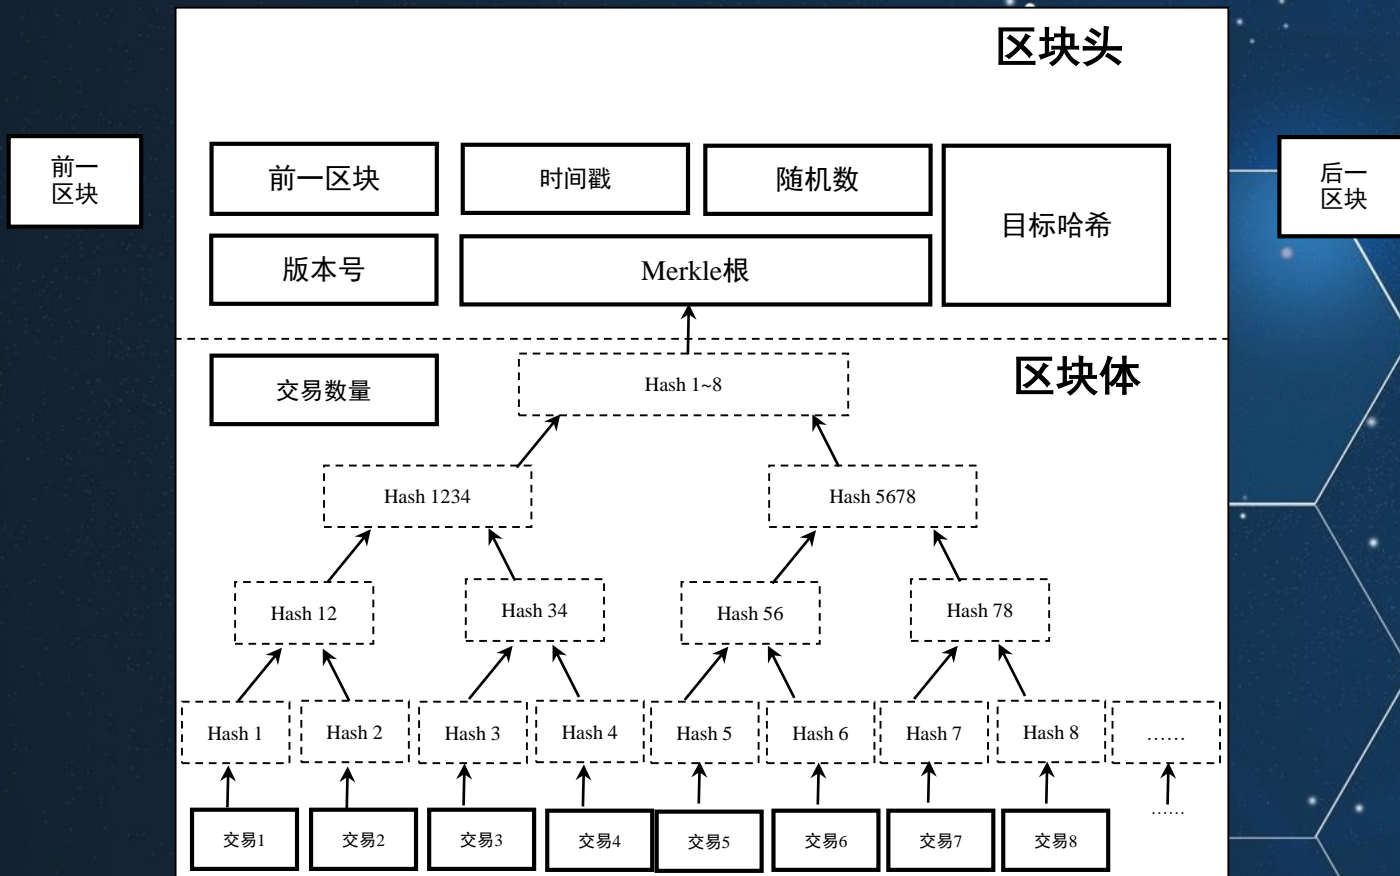 区块头
前一
区块
前一区块
时间戳
随机数
目标哈希
后一
区块
版本号
Merkle根
交易数量
Hash 1~8
区块体
Hash 1234
Hash 5678
Hash 12
Hash 34
Hash 56
Hash 78
Hash 1
Hash 2
Hash 3
Hash 4
Hash 5
Hash 6
Hash 7
Hash 8
......
交易1
交易2
交易3
交易4
交易5
交易6
交易7
交易8
......